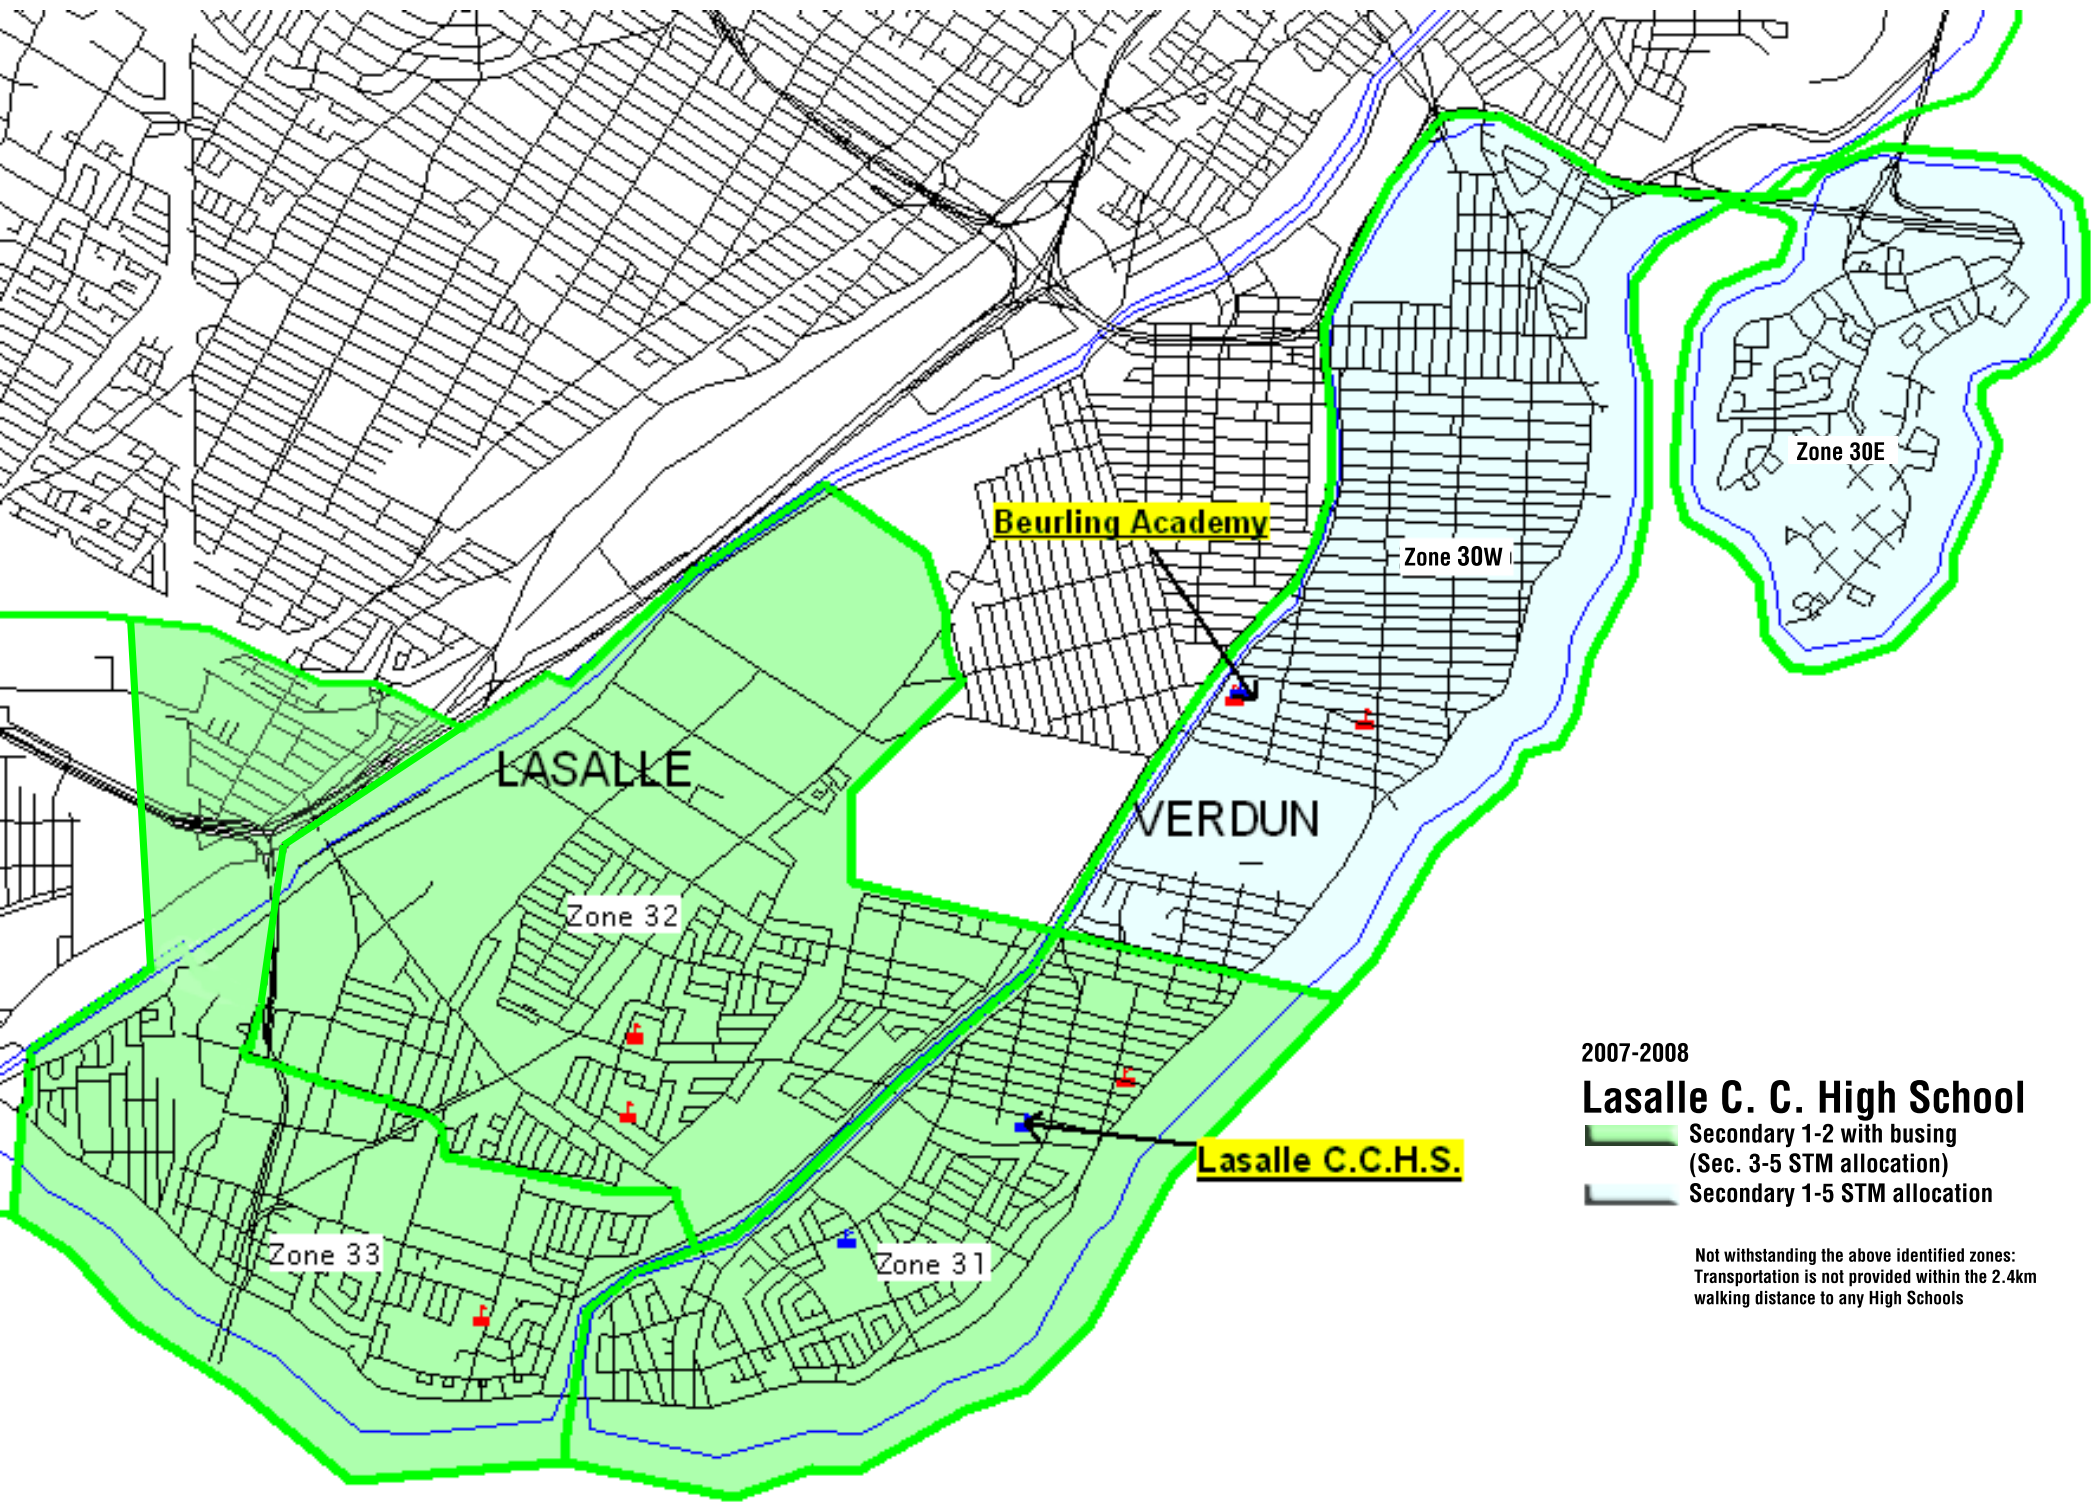 Zone 30E
Beurling Academy
Zone 30W
LASALLE
VERDUN
Zone 32
2007-2008
Lasalle C. C. High School
Secondary 1-2 with busing
(Sec. 3-5 STM allocation)
Secondary 1-5 STM allocation
Lasalle C.C.H.S.
Zone 33
Zone 31
Not withstanding the above identified zones:
Transportation is not provided within the 2.4km
walking distance to any High Schools